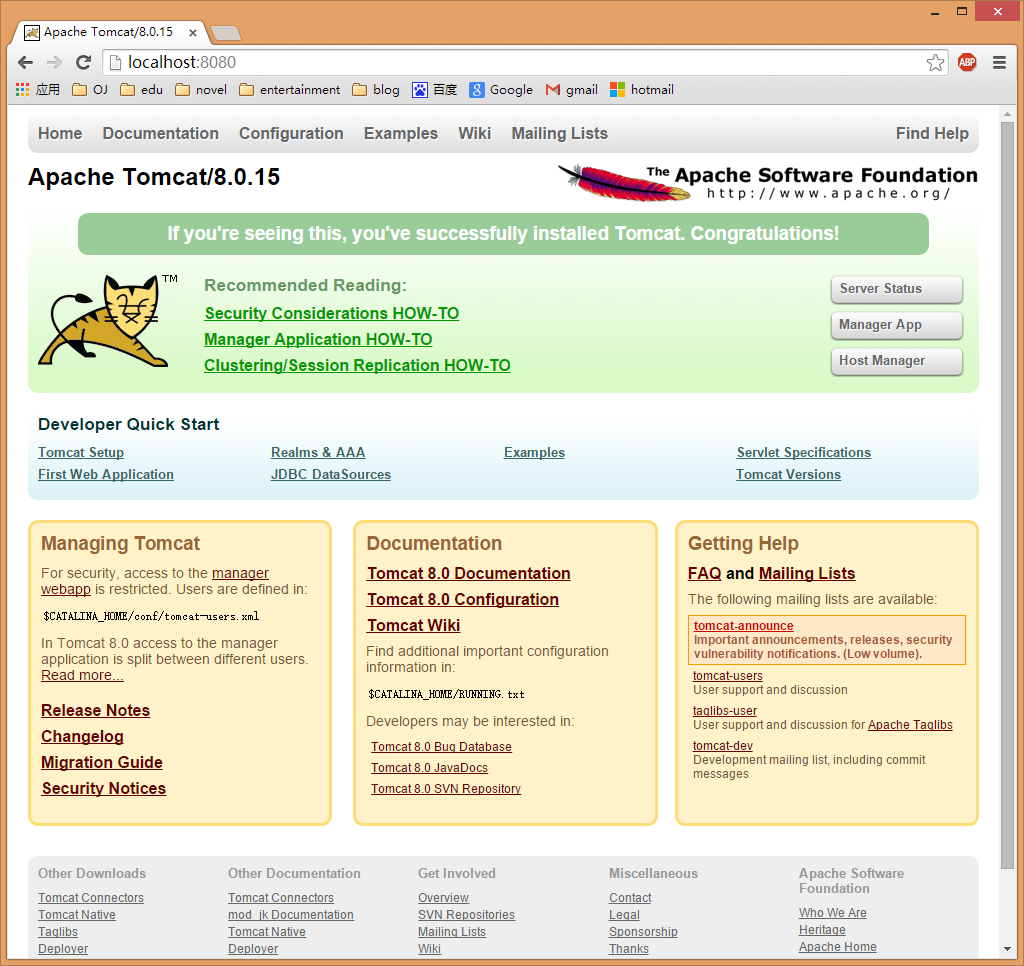 Apache Tomcat/8.0.15
localhost:8080
ABP
应用 OJ edu novel entertainment blog 百度 Google gmail hotmail
Home Documentation Configuration Examples Wiki Mailing Lists Find Help
Apache Tomcat/8.0.15
The Apache Software Foundation
http://www.apache.org/
If you're seeing this, you've successfully installed Tomcat. Congratulations!
TM
Recommended Reading:
Security Considerations HOW-TO
Manager Application HOW-TO
Clustering/Session Replication HOW-TO
Server Status
Manager App
Host Manager
Developer Quick Start
Tomcat Setup
First Web Application
Realms & AAA
JDBC DataSources
Examples
Servlet Specifications
Tomcat Versions
Managing Tomcat
For security, access to the manager
webapp is restricted. Users are defined in:
$CATALINA_HOME/conf/tomcat-users.xml
In Tomcat 8.0 access to the manager
application is split between different users.
Read more...
Release Notes
Changelog
Migration Guide
Security Notices
Documentation
Tomcat 8.0 Documentation
Tomcat 8.0 Configuration
Tomcat Wiki
Find additional important configuration
information in:
$CATALINA_HOME/RUNNING.txt
Developers may be interested in:
Tomcat 8.0 Bug Database
Tomcat 8.0 JavaDocs
Tomcat 8.0 SVN Repository
Getting Help
FAQ and Mailing Lists
The following mailing lists are available:
tomcat-announce
Important announcements, releases, security
vulnerability notifications. (Low volume).
tomcat-users
User support and discussion
taglibs-user
User support and discussion for Apache Taglibs
tomcat-dev
Development mailing list, including commit
messages
Other Downloads
Tomcat Connectors
Tomcat Native
Taglibs
Deployer
Other Documentation
Tomcat Connectors
mod_jk Documentation
Tomcat Native
Deployer
Get Involved
Overview
SVN Repositories
Mailing Lists
Wiki
Miscellaneous
Contact
Legal
Sponsorship
Thanks
Apache Software
Foundation
Who We Are
Heritage
Apache Home